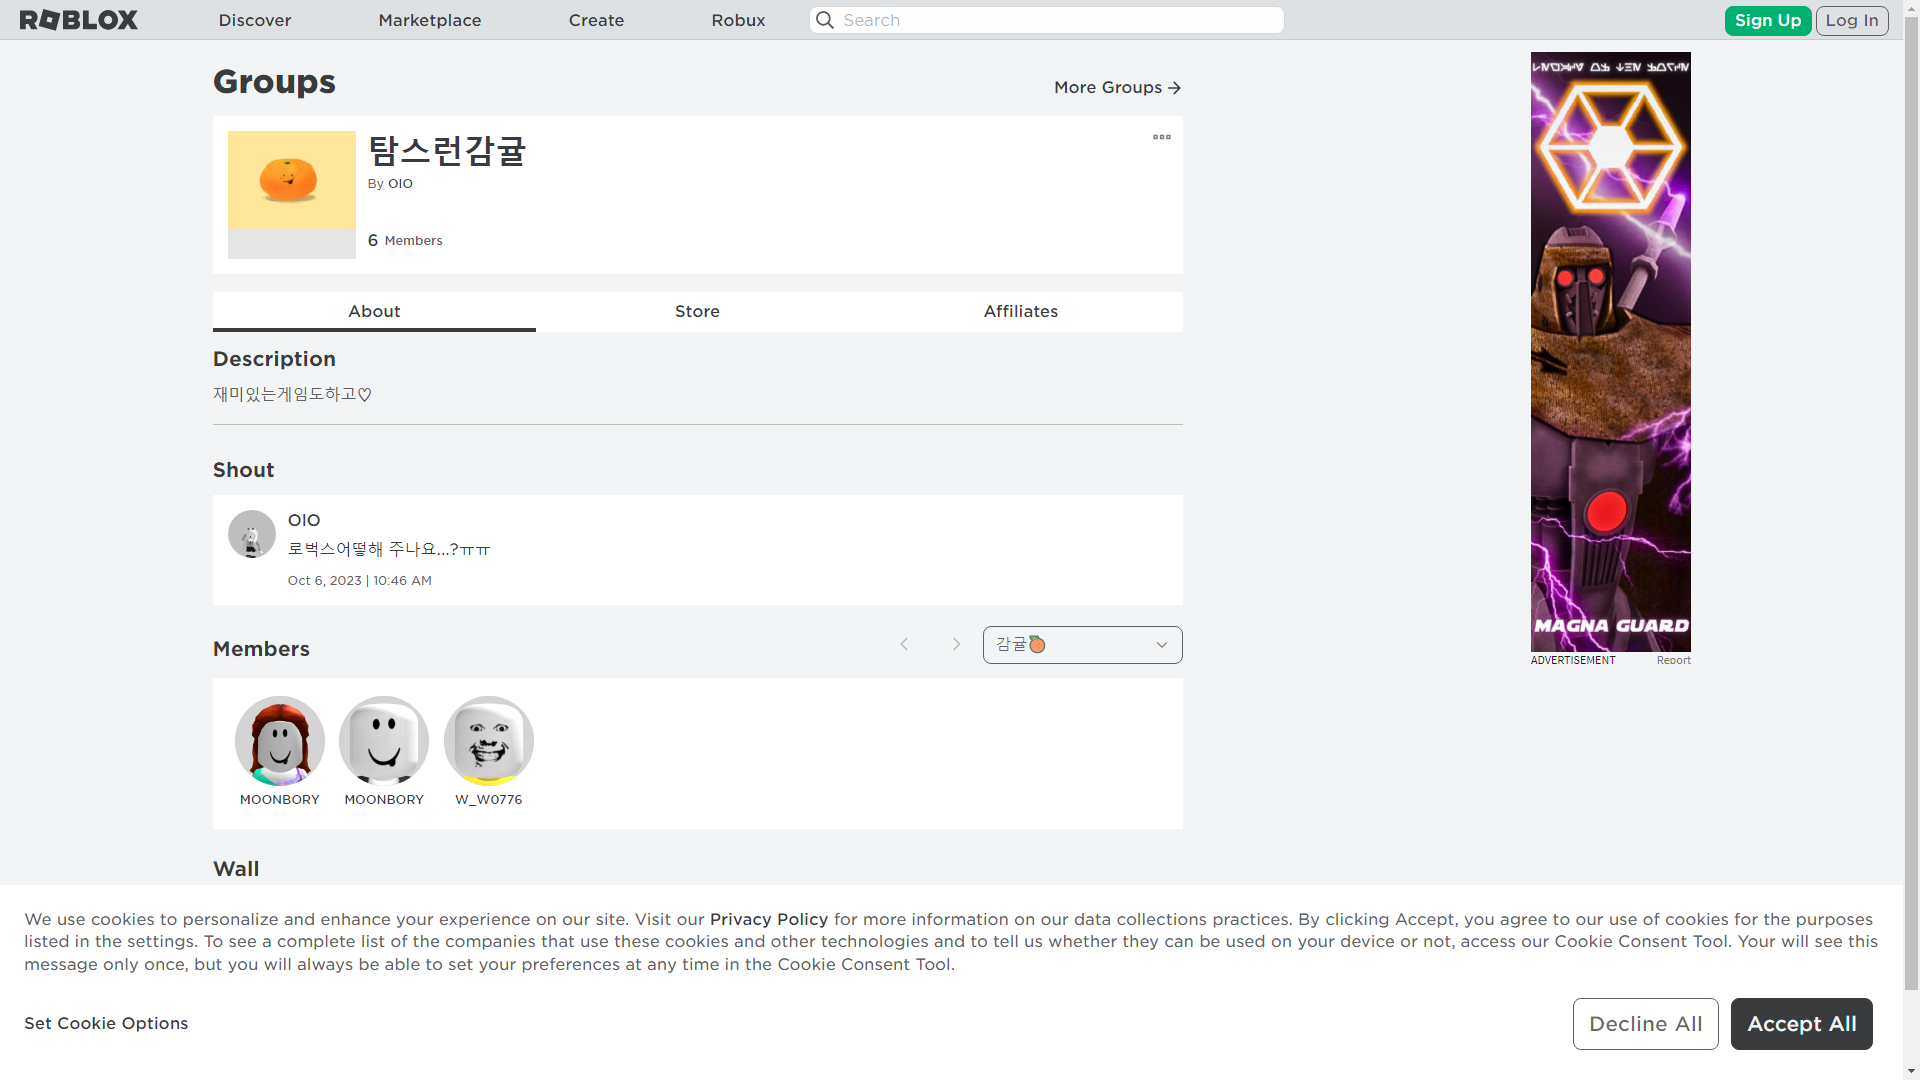 ROBLOX
Discover
Marketplace
Create
Robux
Search
Sign Up
Log In
Groups
More Groups
탐스런감귤
By OIO
6 Members
About
Store
Affiliates
Description
재미있는게임도하고♡
Shout
OIO
로벅스어떻해 주나요...?ㅠㅠ
Oct 6, 2023 | 10:46 AM
Members
감귤🍊
MOONBORY
MOONBORY
W_W0776
Wall
MAGNA GUARD
ADVERTISEMENT
Report
We use cookies to personalize and enhance your experience on our site. Visit our Privacy Policy for more information on our data collections practices. By clicking Accept, you agree to our use of cookies for the purposes
listed in the settings. To see a complete list of the companies that use these cookies and other technologies and to tell us whether they can be used on your device or not, access our Cookie Consent Tool. Your will see this
message only once, but you will always be able to set your preferences at any time in the Cookie Consent Tool.
Set Cookie Options
Decline All
Accept All